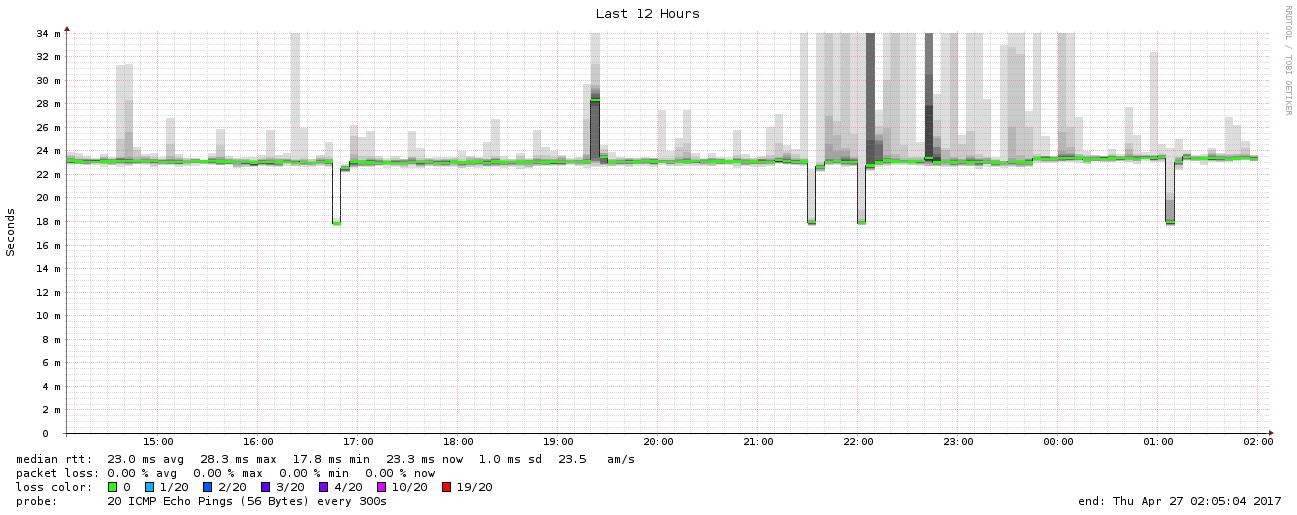 Last 12 Hours
RRDTOOL / TOBI OETIKER
Seconds
34 m
32 m
30 m
28 m
26 m
24 m
22 m
20 m
18 m
16 m
14 m
12 m
10 m
8 m
6 m
4 m
2 m
0
15:00 16:00 17:00 18:00 19:00 20:00 21:00 22:00 23:00 00:00 01:00 02:00
median rtt: 23.0 ms avg 28.3 ms max 17.8 ms min 23.3 ms now 1.0 ms sd 23.5 am/s
packet loss: 0.00 % avg 0.00 % max 0.00 % min 0.00 % now
loss color: 0 1/20 2/20 3/20 4/20 10/20 19/20
probe: 20 ICMP Echo Pings (56 Bytes) every 300s end: Thu Apr 27 02:05:04 2017